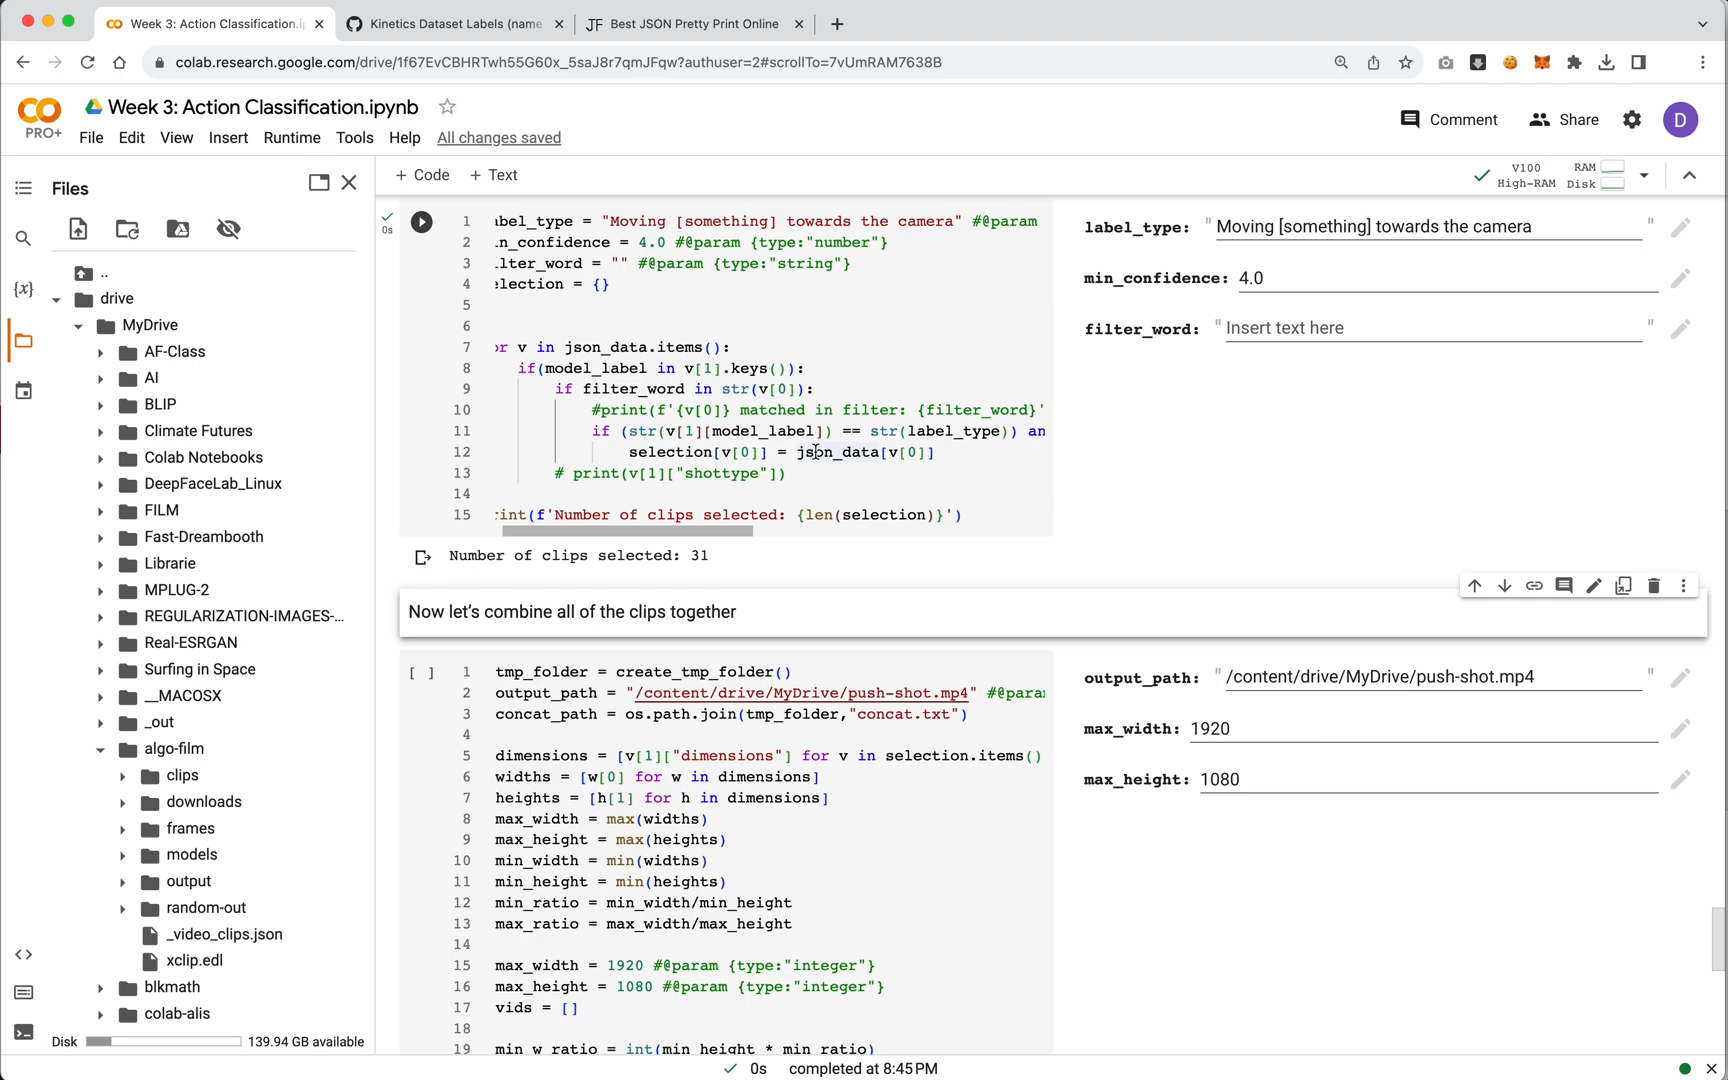 Week 3: Action Classification.ip
Kinetics Dataset Labels (name
JF Best JSON Pretty Print Online
colab.research.google.com/drive/1f67EvCBHRTwh55G60x_5saJ8r7qmJFqw?authuser=2#scrollTo=7vUmRAM7638B
CO
PRO+
Week 3: Action Classification.ipynb
File Edit View Insert Runtime Tools Help All changes saved
Comment Share D
Files
+ Code + Text
V100 RAM
High-RAM Disk
..
drive
MyDrive
AF-Class
AI
BLIP
Climate Futures
Colab Notebooks
DeepFaceLab_Linux
FILM
Fast-Dreambooth
Librarie
MPLUG-2
REGULARIZATION-IMAGES-...
Real-ESRGAN
Surfing in Space
__MACOSX
_out
algo-film
clips
downloads
frames
models
output
random-out
_video_clips.json
xclip.edl
blkmath
colab-alis
Disk 139.94 GB available
{x}
0s
1 abel_type = "Moving [something] towards the camera" #@param
2 in_confidence = 4.0 #@param {type:"number"}
3 ilter_word = "" #@param {type:"string"}
4 election = {}
5
6
7 or v in json_data.items():
8 if(model_label in v[1].keys()):
9 if filter_word in str(v[0]):
10 #print(f'{v[0]} matched in filter: {filter_word}'
11 if (str(v[1][model_label]) == str(label_type)) an
12 selection[v[0]] = json_data[v[0]]
13 # print(v[1]["shottype"])
14
15 rint(f'Number of clips selected: {len(selection)}')
label_type: "Moving [something] towards the camera"
min_confidence: 4.0
filter_word: "Insert text here"
Number of clips selected: 31
Now let's combine all of the clips together
[ ]
1 tmp_folder = create_tmp_folder()
2 output_path = "/content/drive/MyDrive/push-shot.mp4" #@para
3 concat_path = os.path.join(tmp_folder,"concat.txt")
4
5 dimensions = [v[1]["dimensions"] for v in selection.items()
6 widths = [w[0] for w in dimensions]
7 heights = [h[1] for h in dimensions]
8 max_width = max(widths)
9 max_height = max(heights)
10 min_width = min(widths)
11 min_height = min(heights)
12 min_ratio = min_width/min_height
13 max_ratio = max_width/max_height
14
15 max_width = 1920 #@param {type:"integer"}
16 max_height = 1080 #@param {type:"integer"}
17 vids = []
18
19 min_w_ratio = int(min_height * min_ratio)
output_path: "/content/drive/MyDrive/push-shot.mp4"
max_width: 1920
max_height: 1080
0s completed at 8:45 PM